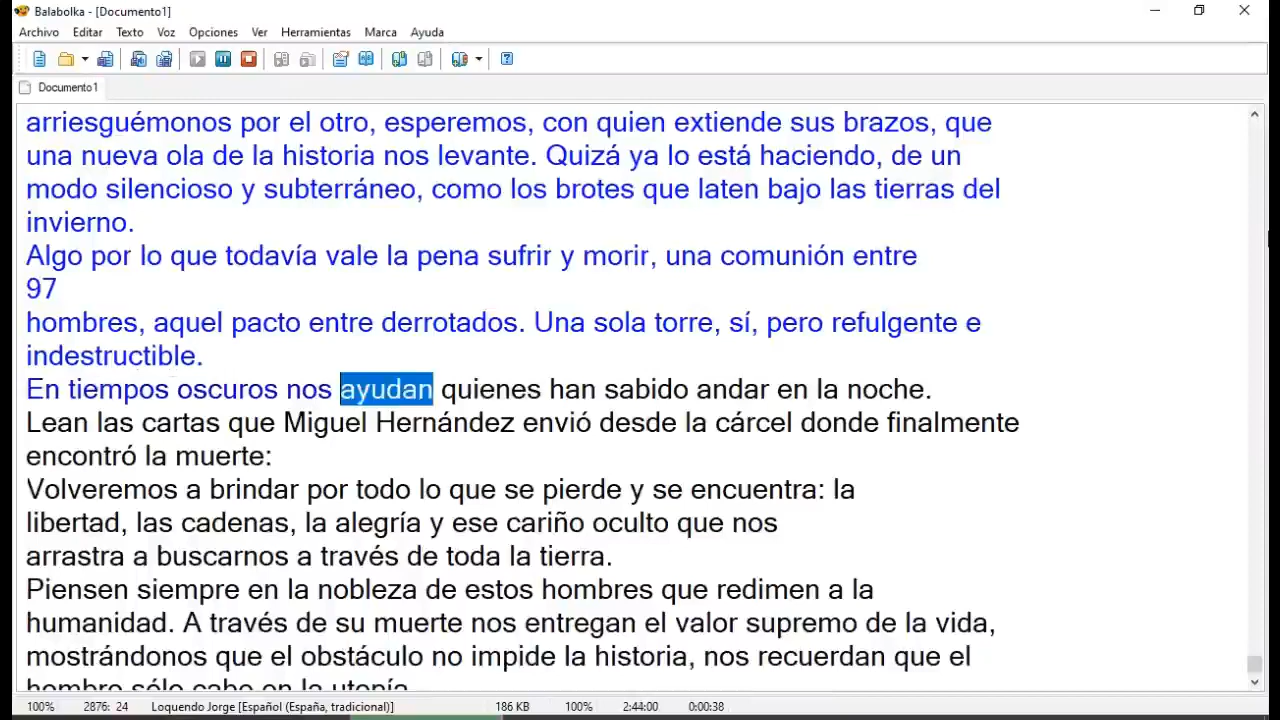 Balabolka - [Documento1]
Archivo Editar Texto Voz Opciones Ver Herramientas Marca Ayuda
Documento1
arriesguémonos por el otro, esperemos, con quien extiende sus brazos, que
una nueva ola de la historia nos levante. Quizá ya lo está haciendo, de un
modo silencioso y subterráneo, como los brotes que laten bajo las tierras del
invierno.
Algo por lo que todavía vale la pena sufrir y morir, una comunión entre
97
hombres, aquel pacto entre derrotados. Una sola torre, sí, pero refulgente e
indestructible.
En tiempos oscuros nos ayudan quienes han sabido andar en la noche.
Lean las cartas que Miguel Hernández envió desde la cárcel donde finalmente
encontró la muerte:
Volveremos a brindar por todo lo que se pierde y se encuentra: la
libertad, las cadenas, la alegría y ese cariño oculto que nos
arrastra a buscarnos a través de toda la tierra.
Piensen siempre en la nobleza de estos hombres que redimen a la
humanidad. A través de su muerte nos entregan el valor supremo de la vida,
mostrándonos que el obstáculo no impide la historia, nos recuerdan que el
hombre sólo cabe en la utopía.
100% 2876: 24 Loquendo Jorge [Español (España, tradicional)] 186 KB 100% 2:44:00 0:00:38